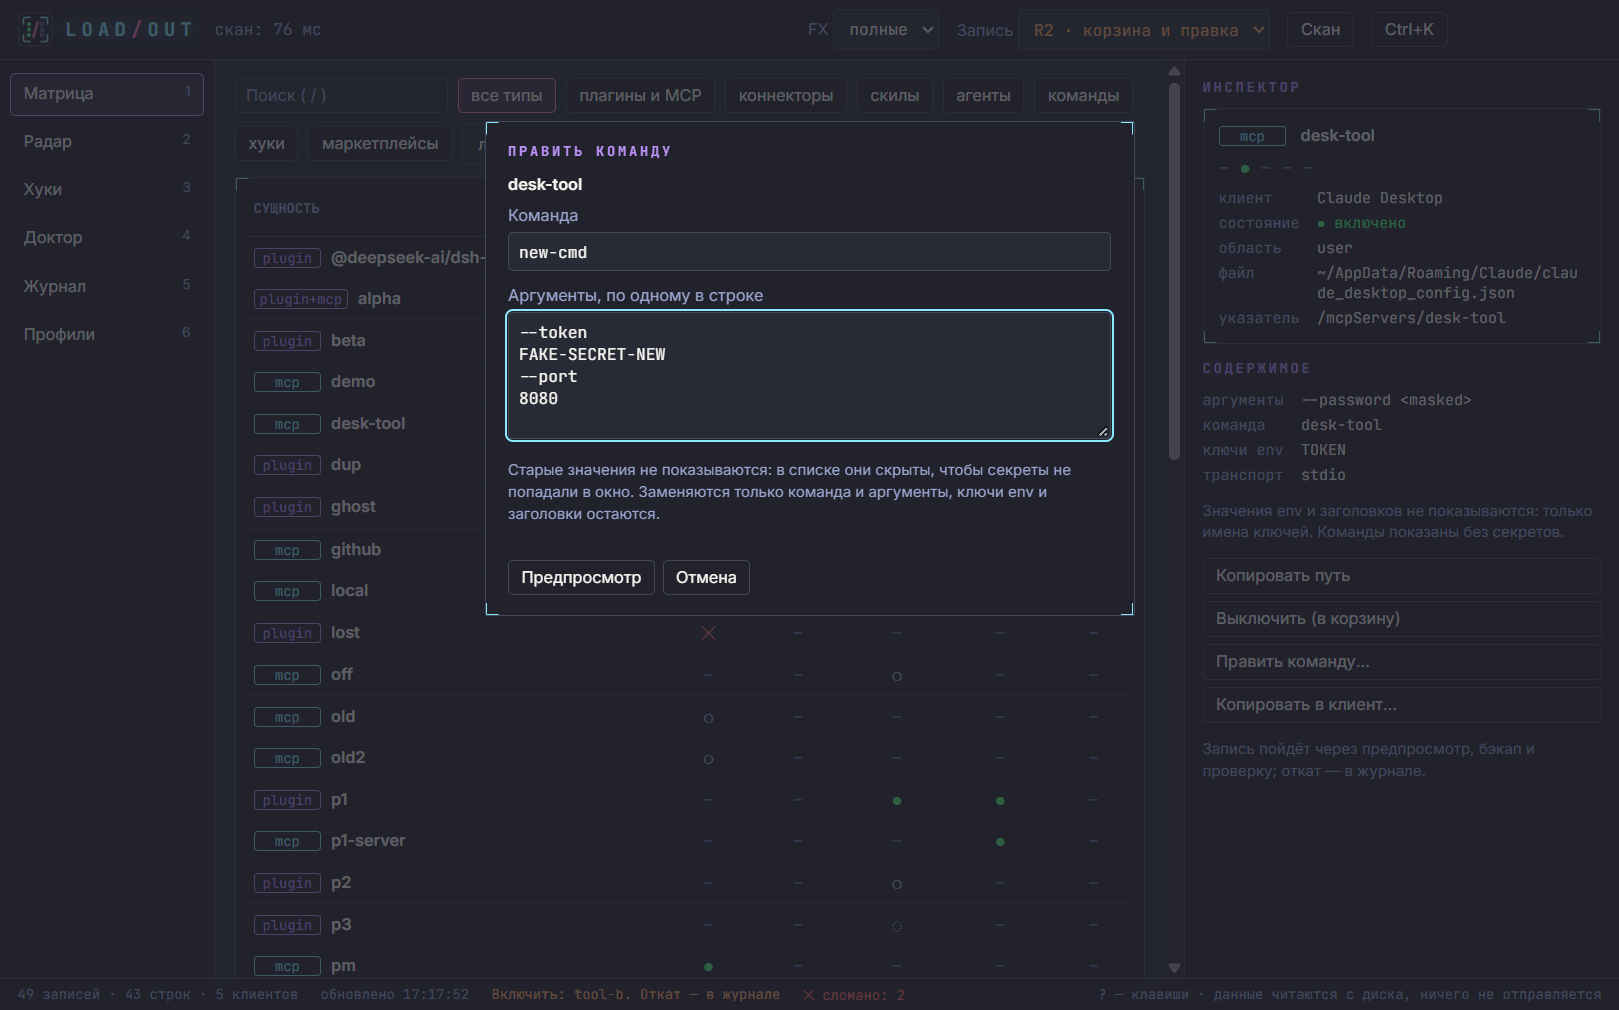 LOAD/OUT
скан: 76 мс
FX
полные
Запись
R2 · корзина и правка
Скан
Ctrl+K
Матрица 1
Радар 2
Хуки 3
Доктор 4
Журнал 5
Профили 6
Поиск ( / )
все типы
плагины и MCP
коннекторы
скилы
агенты
команды
хуки
маркетплейсы
СУЩНОСТЬ
plugin @deepseek-ai/dsh-
plugin+mcp alpha
plugin beta
mcp demo
mcp desk-tool
plugin dup
plugin ghost
mcp github
mcp local
plugin lost
mcp off
mcp old
mcp old2
plugin p1
mcp p1-server
plugin p2
plugin p3
mcp pm
ПРАВИТЬ КОМАНДУ
desk-tool
Команда
new-cmd
Аргументы, по одному в строке
--token
FAKE-SECRET-NEW
--port
8080
Старые значения не показываются: в списке они скрыты, чтобы секреты не
попадали в окно. Заменяются только команда и аргументы, ключи env и
заголовки остаются.
Предпросмотр
Отмена
ИНСПЕКТОР
mcp desk-tool
клиент Claude Desktop
состояние ● включено
область user
файл ~/AppData/Roaming/Claude/clau
de_desktop_config.json
указатель /mcpServers/desk-tool
СОДЕРЖИМОЕ
аргументы --password <masked>
команда desk-tool
ключи env TOKEN
транспорт stdio
Значения env и заголовков не показываются: только
имена ключей. Команды показаны без секретов.
Копировать путь
Выключить (в корзину)
Править команду...
Копировать в клиент...
Запись пойдёт через предпросмотр, бэкап и
проверку; откат — в журнале.
49 записей · 43 строк · 5 клиентов
обновлено 17:17:52
Включить: tool-b. Откат — в журнале
сломано: 2
? — клавиши · данные читаются с диска, ничего не отправляется